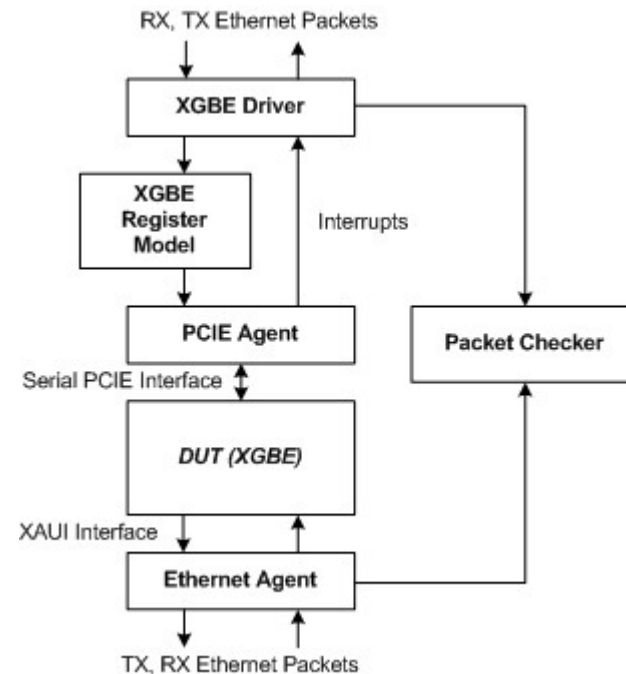 RX, TX Ethernet Packets
XGBE Driver
XGBE
Register
Model
Interrupts
PCIE Agent
Packet Checker
Serial PCIE Interface
DUT (XGBE)
XAUI Interface
Ethernet Agent
TX, RX Ethernet Packets